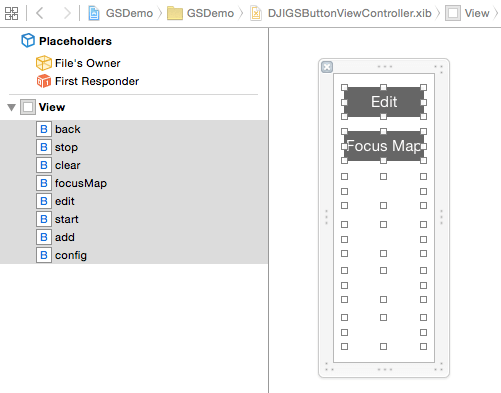 GSDemo GSDemo DJIGSButtonViewController.xib View
Placeholders
File's Owner
First Responder
View
B back
B stop
B clear
B focusMap
B edit
B start
B add
B config
Edit
Focus Map